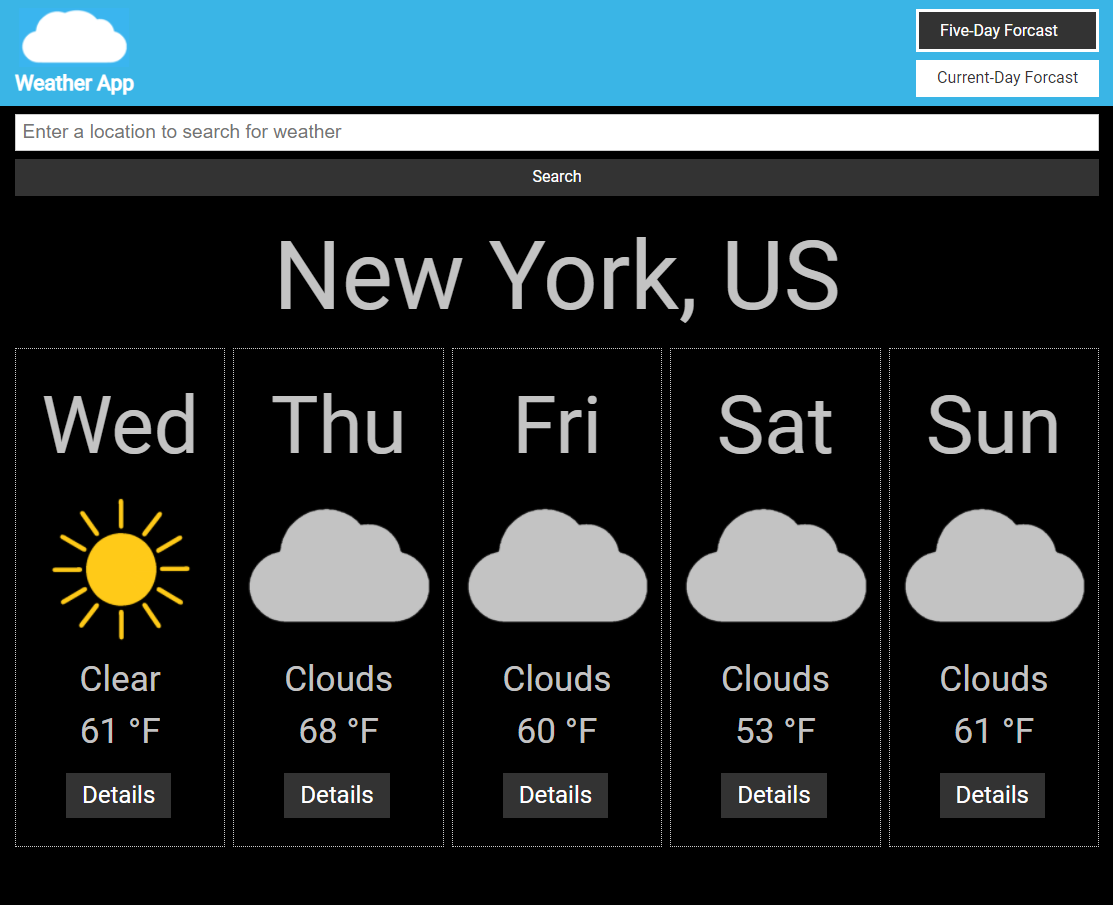 Weather App
Five-Day Forcast
Current-Day Forcast
Enter a location to search for weather
Search
New York, US
Wed
Clear
61 °F
Details
Thu
Clouds
68 °F
Details
Fri
Clouds
60 °F
Details
Sat
Clouds
53 °F
Details
Sun
Clouds
61 °F
Details